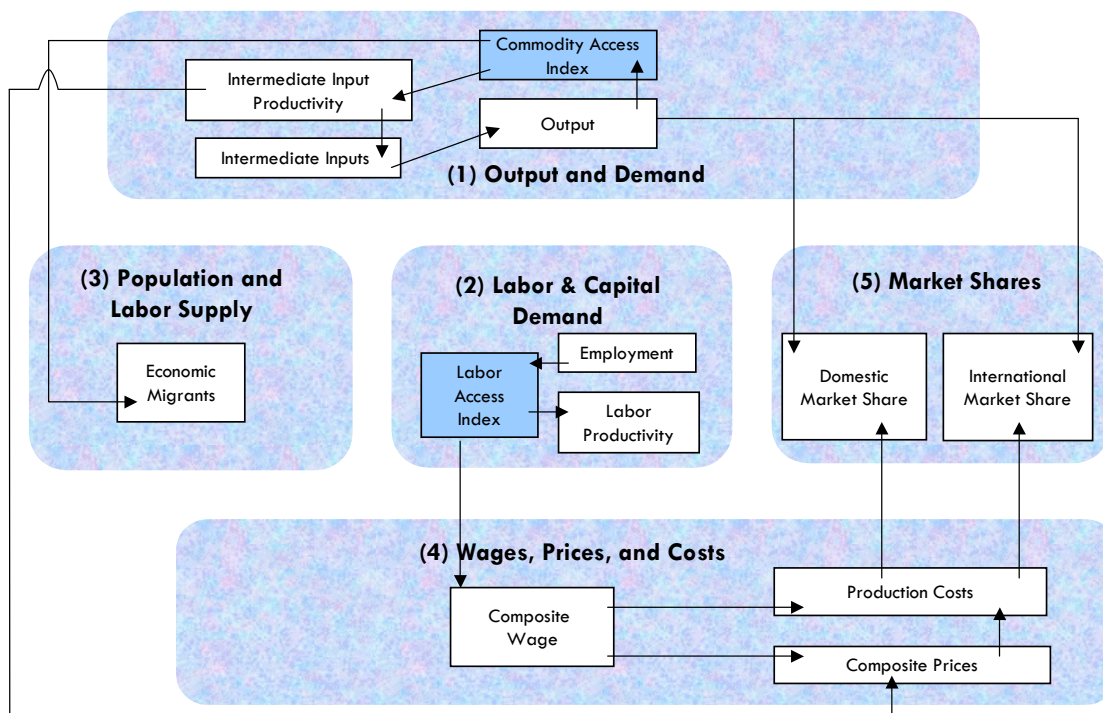 Commodity Access
Index
Intermediate Input
Productivity
Output
Intermediate Inputs
(1) Output and Demand
(3) Population and
Labor Supply
Economic
Migrants
(2) Labor & Capital
Demand
Employment
Labor
Access
Index
Labor
Productivity
(5) Market Shares
Domestic
Market Share
International
Market Share
(4) Wages, Prices, and Costs
Composite
Wage
Production Costs
Composite Prices